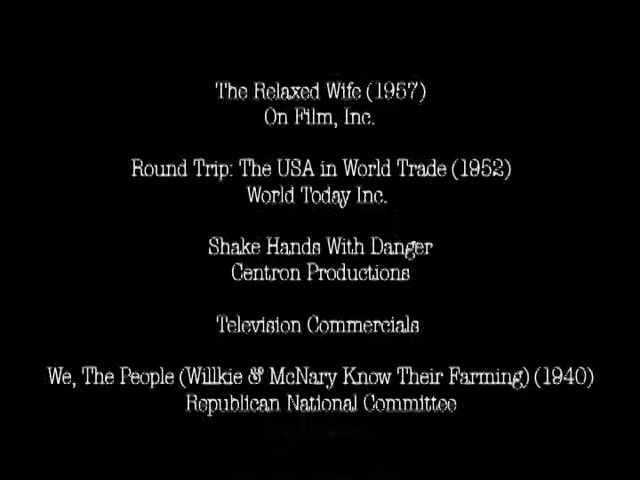 The Relaxed Wife (1957)
On Film, Inc.
Round Trip: The USA in World Trade (1952)
World Today Inc.
Shake Hands With Danger
Centron Productions
Television Commercials
We, The People (Willkie & McNary Know Their Farming) (1940)
Republican National Committee